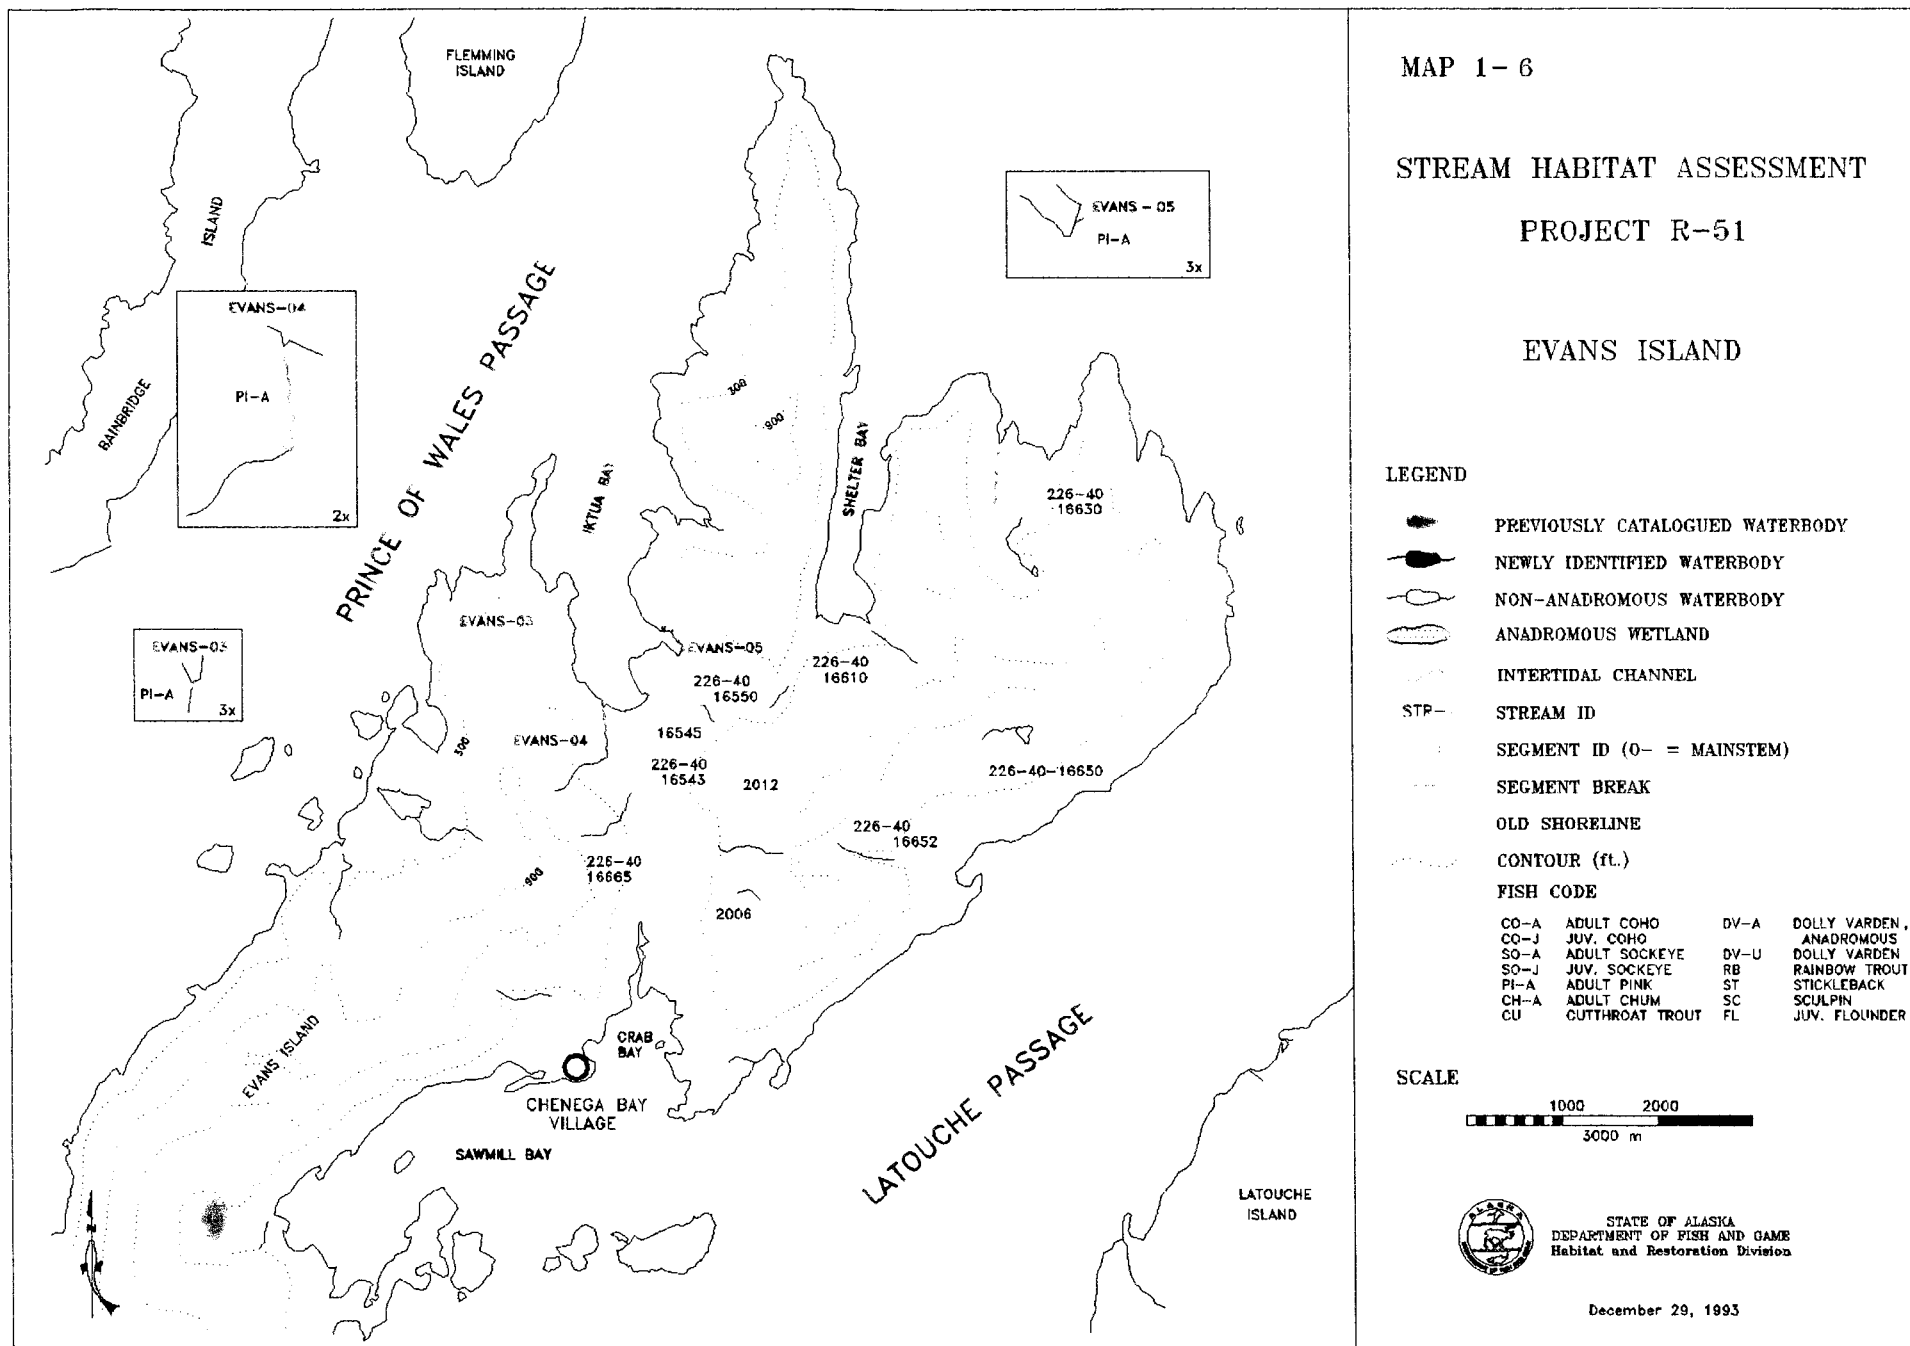 MAP 1-6
STREAM HABITAT ASSESSMENT
PROJECT R-51
EVANS ISLAND
FLEMMING
ISLAND
ISLAND
BAINBRIDGE
EVANS-04
PI-A
2x
EVANS-03
PI-A
3x
EVANS-05
PI-A
3x
PRINCE OF WALES PASSAGE
IKTUA BAY
SHELTER BAY
300
900
226-40
16630
EVANS-03
EVANS-05
226-40
16550
226-40
16610
300
EVANS-04
16545
226-40
16543
2012
226-40-16650
226-40
16652
900
226-40
16665
2006
EVANS ISLAND
CRAB
BAY
CHENEGA BAY
VILLAGE
SAWMILL BAY
LATOUCHE PASSAGE
LATOUCHE
ISLAND
N
LEGEND
PREVIOUSLY CATALOGUED WATERBODY
NEWLY IDENTIFIED WATERBODY
NON-ANADROMOUS WATERBODY
ANADROMOUS WETLAND
INTERTIDAL CHANNEL
STR- STREAM ID
SEGMENT ID (0- = MAINSTEM)
SEGMENT BREAK
OLD SHORELINE
CONTOUR (ft.)
FISH CODE
CO-A ADULT COHO DV-A DOLLY VARDEN,
CO-J JUV. COHO ANADROMOUS
SO-A ADULT SOCKEYE DV-U DOLLY VARDEN
SO-J JUV. SOCKEYE RB RAINBOW TROUT
PI-A ADULT PINK ST STICKLEBACK
CH-A ADULT CHUM SC SCULPIN
CU CUTTHROAT TROUT FL JUV. FLOUNDER
SCALE
1000 2000
3000 m
ALASKA
STATE OF ALASKA
DEPARTMENT OF FISH AND GAME
Habitat and Restoration Division
December 29, 1993